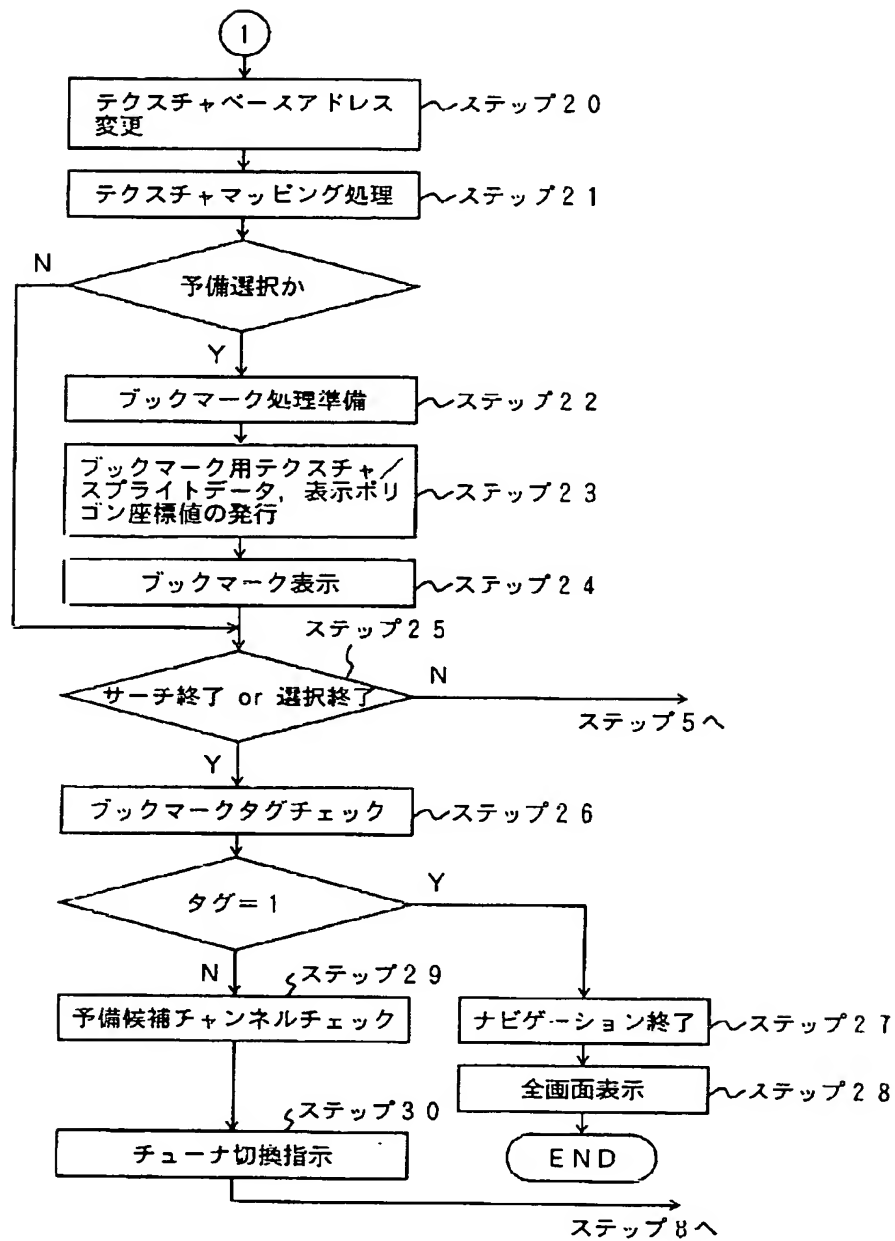 1
テクスチャベースアドレス
変更
ステップ20
テクスチャマッピング処理
ステップ21
N
予備選択か
Y
ブックマーク処理準備
ステップ22
ブックマーク用テクスチャ／
スプライトデータ，表示ポリ
ゴン座標値の発行
ステップ23
ブックマーク表示
ステップ24
ステップ25
サーチ終了 or 選択終了
N
ステップ5へ
Y
ブックマークタグチェック
ステップ26
タグ＝1
Y
N
ステップ29
予備候補チャンネルチェック
ナビゲーション終了
ステップ27
全画面表示
ステップ28
ステップ30
チューナ切換指示
END
ステップ8へ